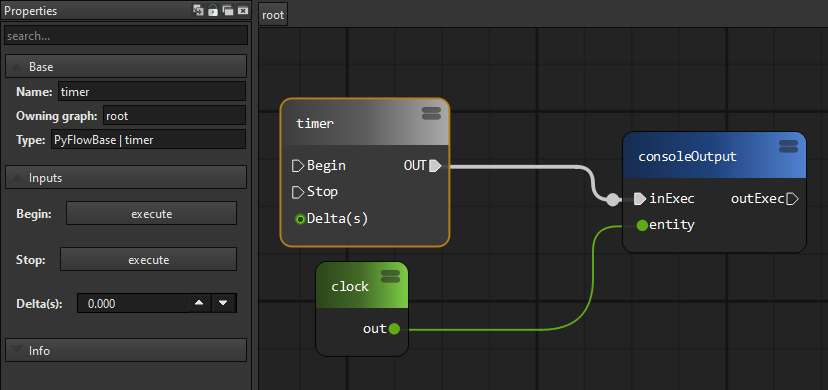 Properties
search...
Base
Name: timer
Owning graph: root
Type: PyFlowBase | timer
Inputs
Begin: execute
Stop: execute
Delta(s): 0.000
Info
root
timer
Begin OUT
Stop
Delta(s)
clock
out
consoleOutput
inExec outExec
entity